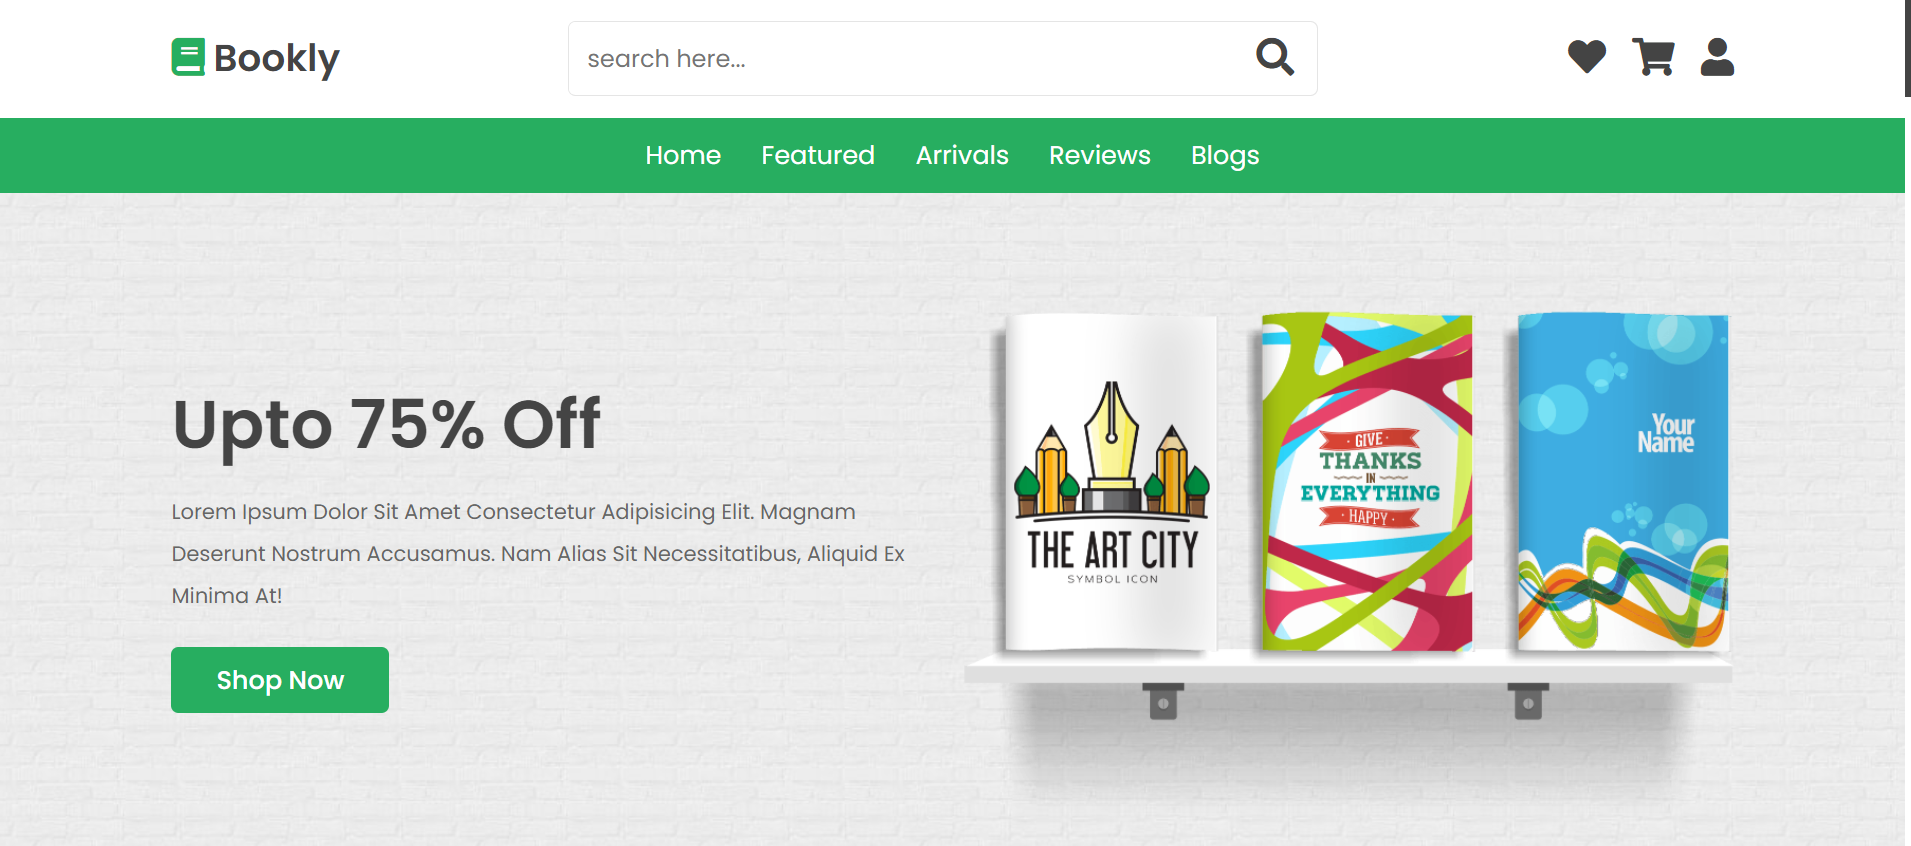 Bookly
search here...
Home Featured Arrivals Reviews Blogs
Upto 75% Off
Lorem Ipsum Dolor Sit Amet Consectetur Adipisicing Elit. Magnam
Deserunt Nostrum Accusamus. Nam Alias Sit Necessitatibus, Aliquid Ex
Minima At!
Shop Now
THE ART CITY
SYMBOL ICON
· GIVE ·
THANKS
IN
EVERYTHING
· HAPPY ·
Your
Name